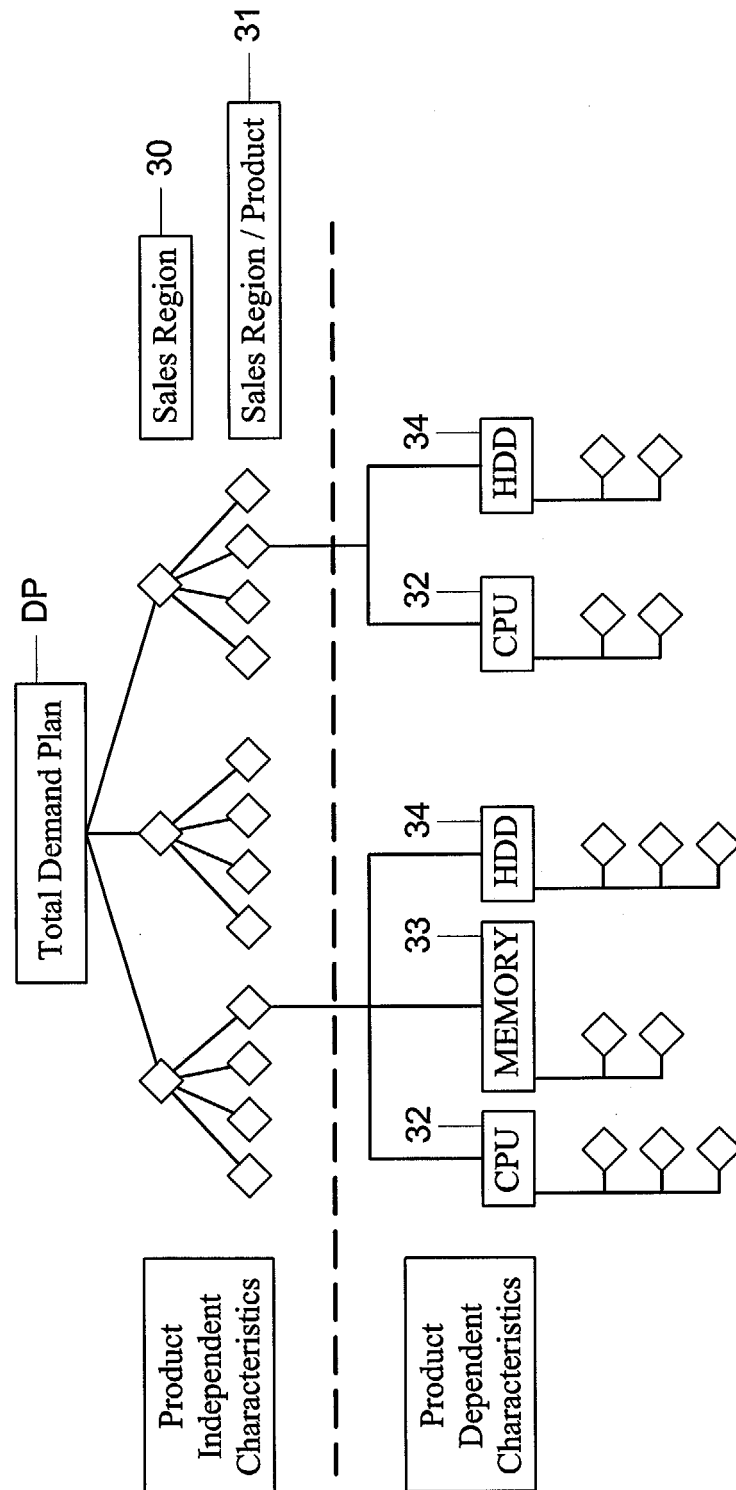 Total Demand Plan
DP
Sales Region
30
Sales Region / Product
31
Product
Independent
Characteristics
Product
Dependent
Characteristics
32
33
34
32
34
CPU
MEMORY
HDD
CPU
HDD